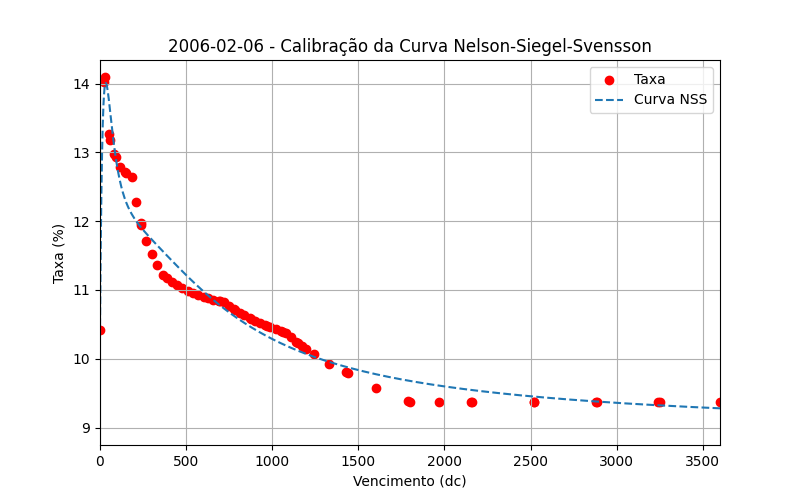 2006-02-06 - Calibração da Curva Nelson-Siegel-Svensson
Taxa
Curva NSS
Taxa (%)
14
13
12
11
10
9
0 500 1000 1500 2000 2500 3000 3500
Vencimento (dc)